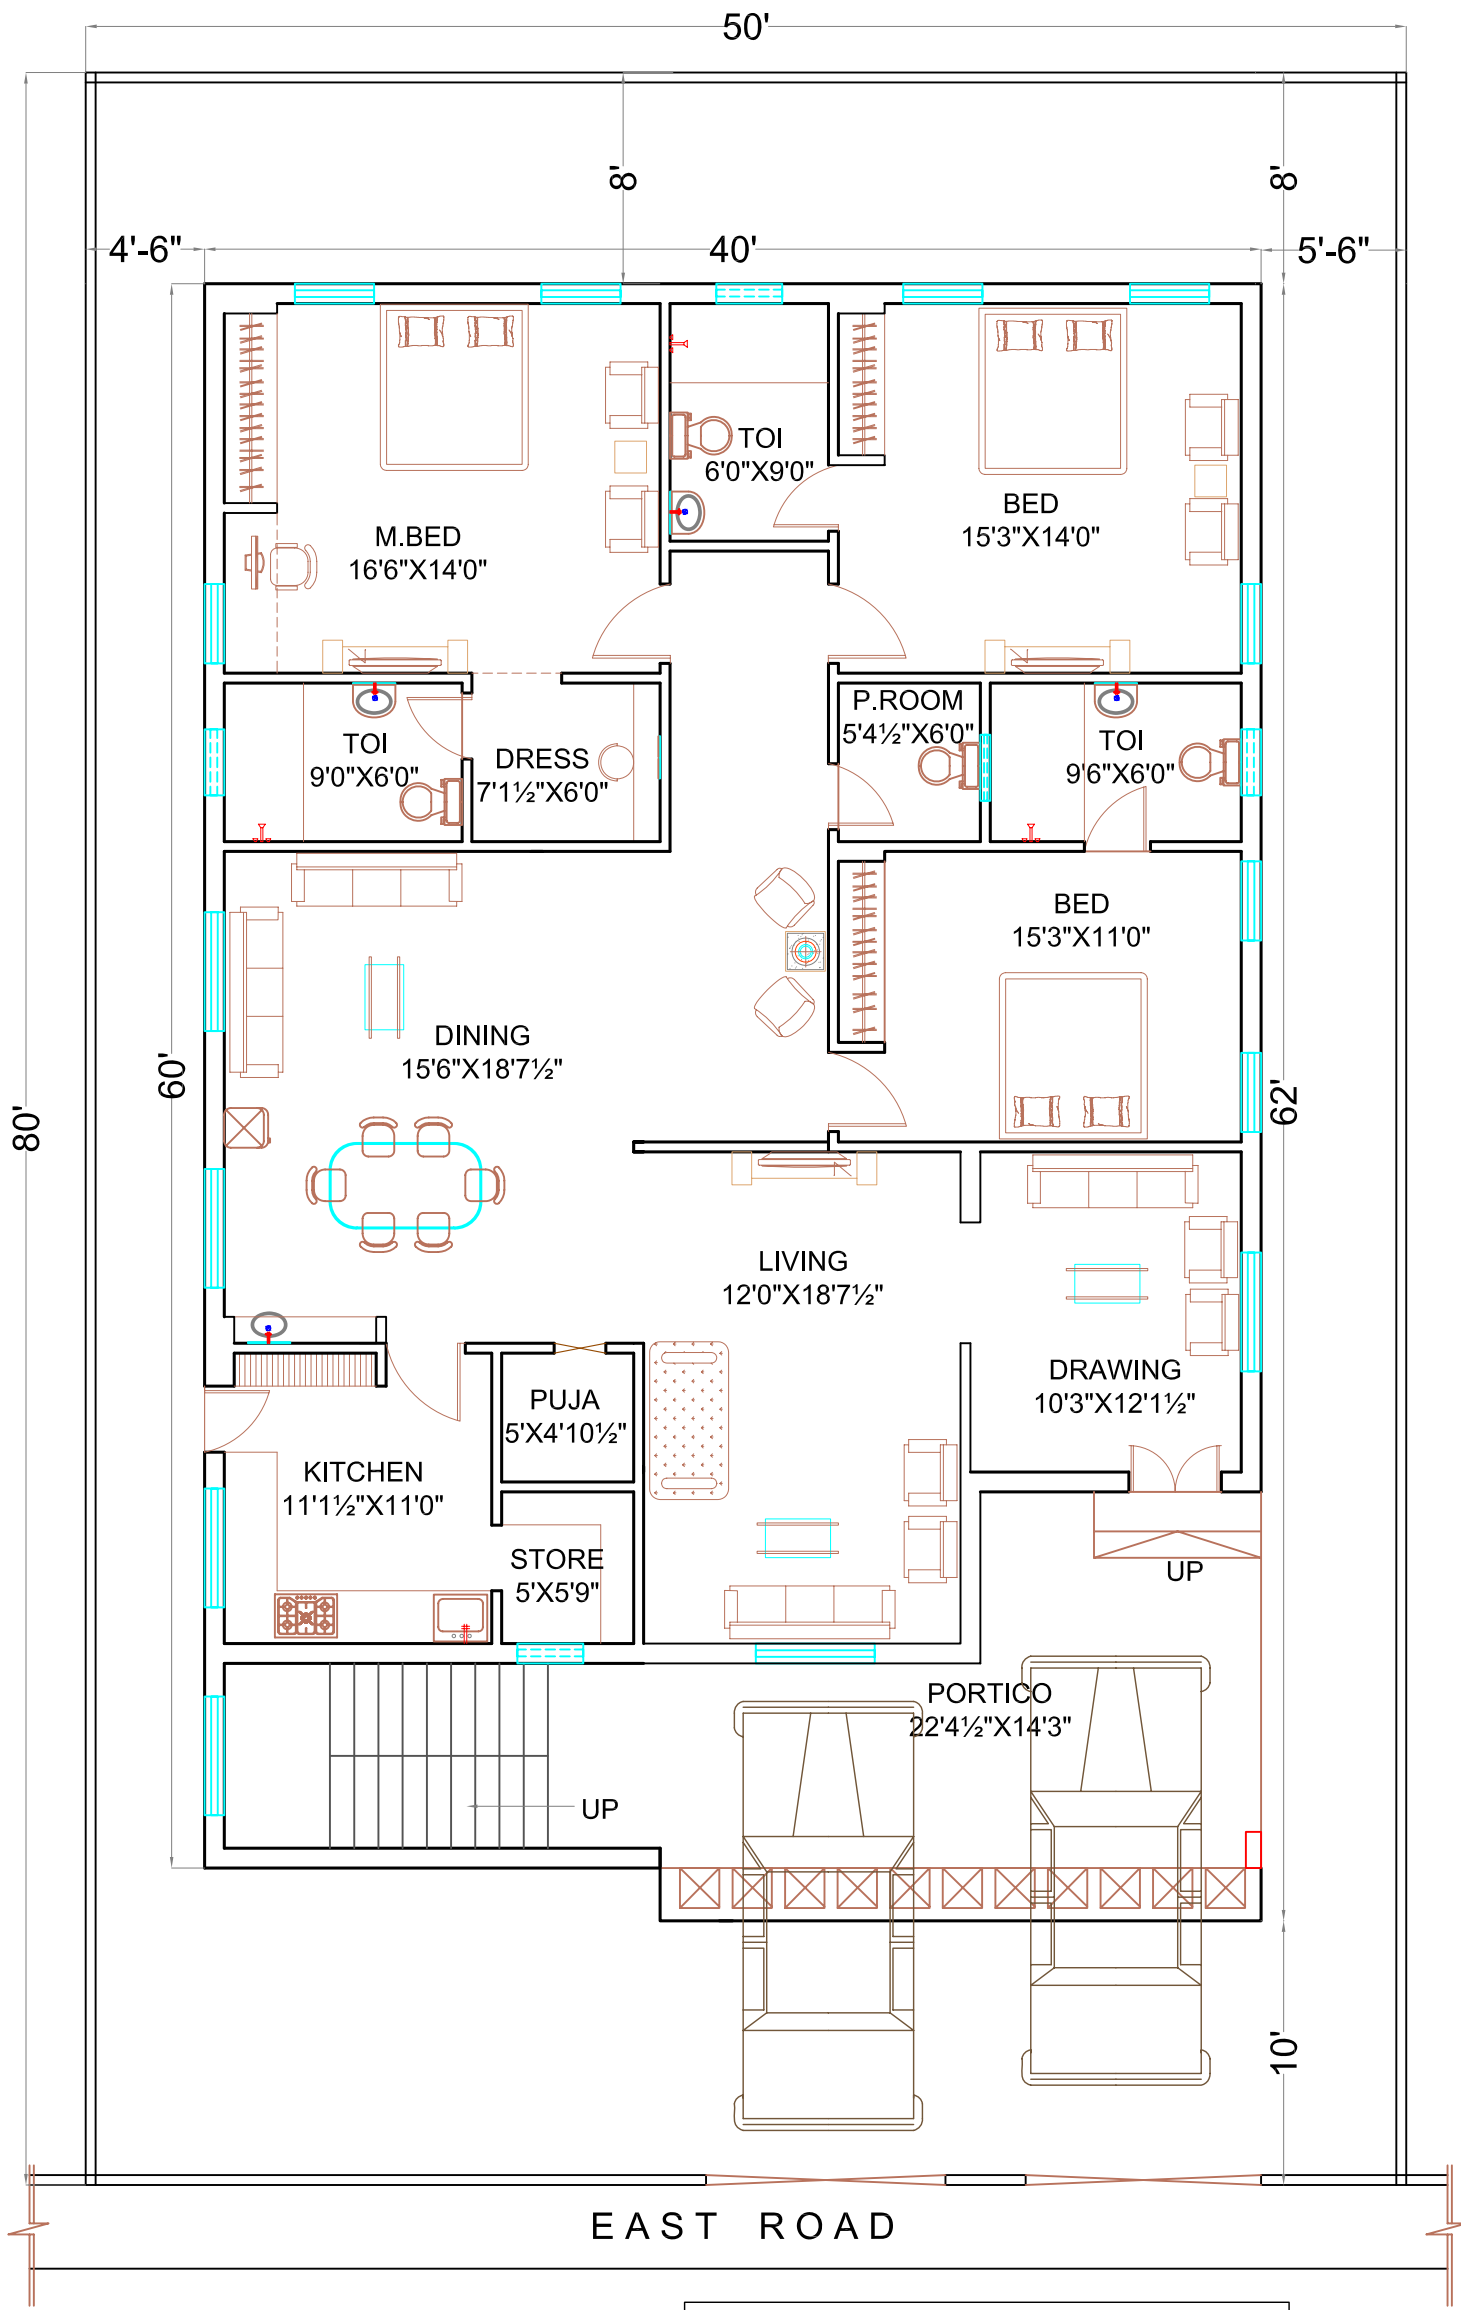 50'
8'
8'
4'-6"
40'
5'-6"
TOI
6'0"X9'0"
BED
15'3"X14'0"
M.BED
16'6"X14'0"
P.ROOM
5'4½"X6'0"
TOI
9'0"X6'0"
DRESS
7'1½"X6'0"
TOI
9'6"X6'0"
BED
15'3"X11'0"
DINING
15'6"X18'7½"
60'
62'
80'
LIVING
12'0"X18'7½"
DRAWING
10'3"X12'1½"
PUJA
5'X4'10½"
KITCHEN
11'1½"X11'0"
STORE
5'X5'9"
UP
PORTICO
22'4½"X14'3"
UP
10'
EAST ROAD